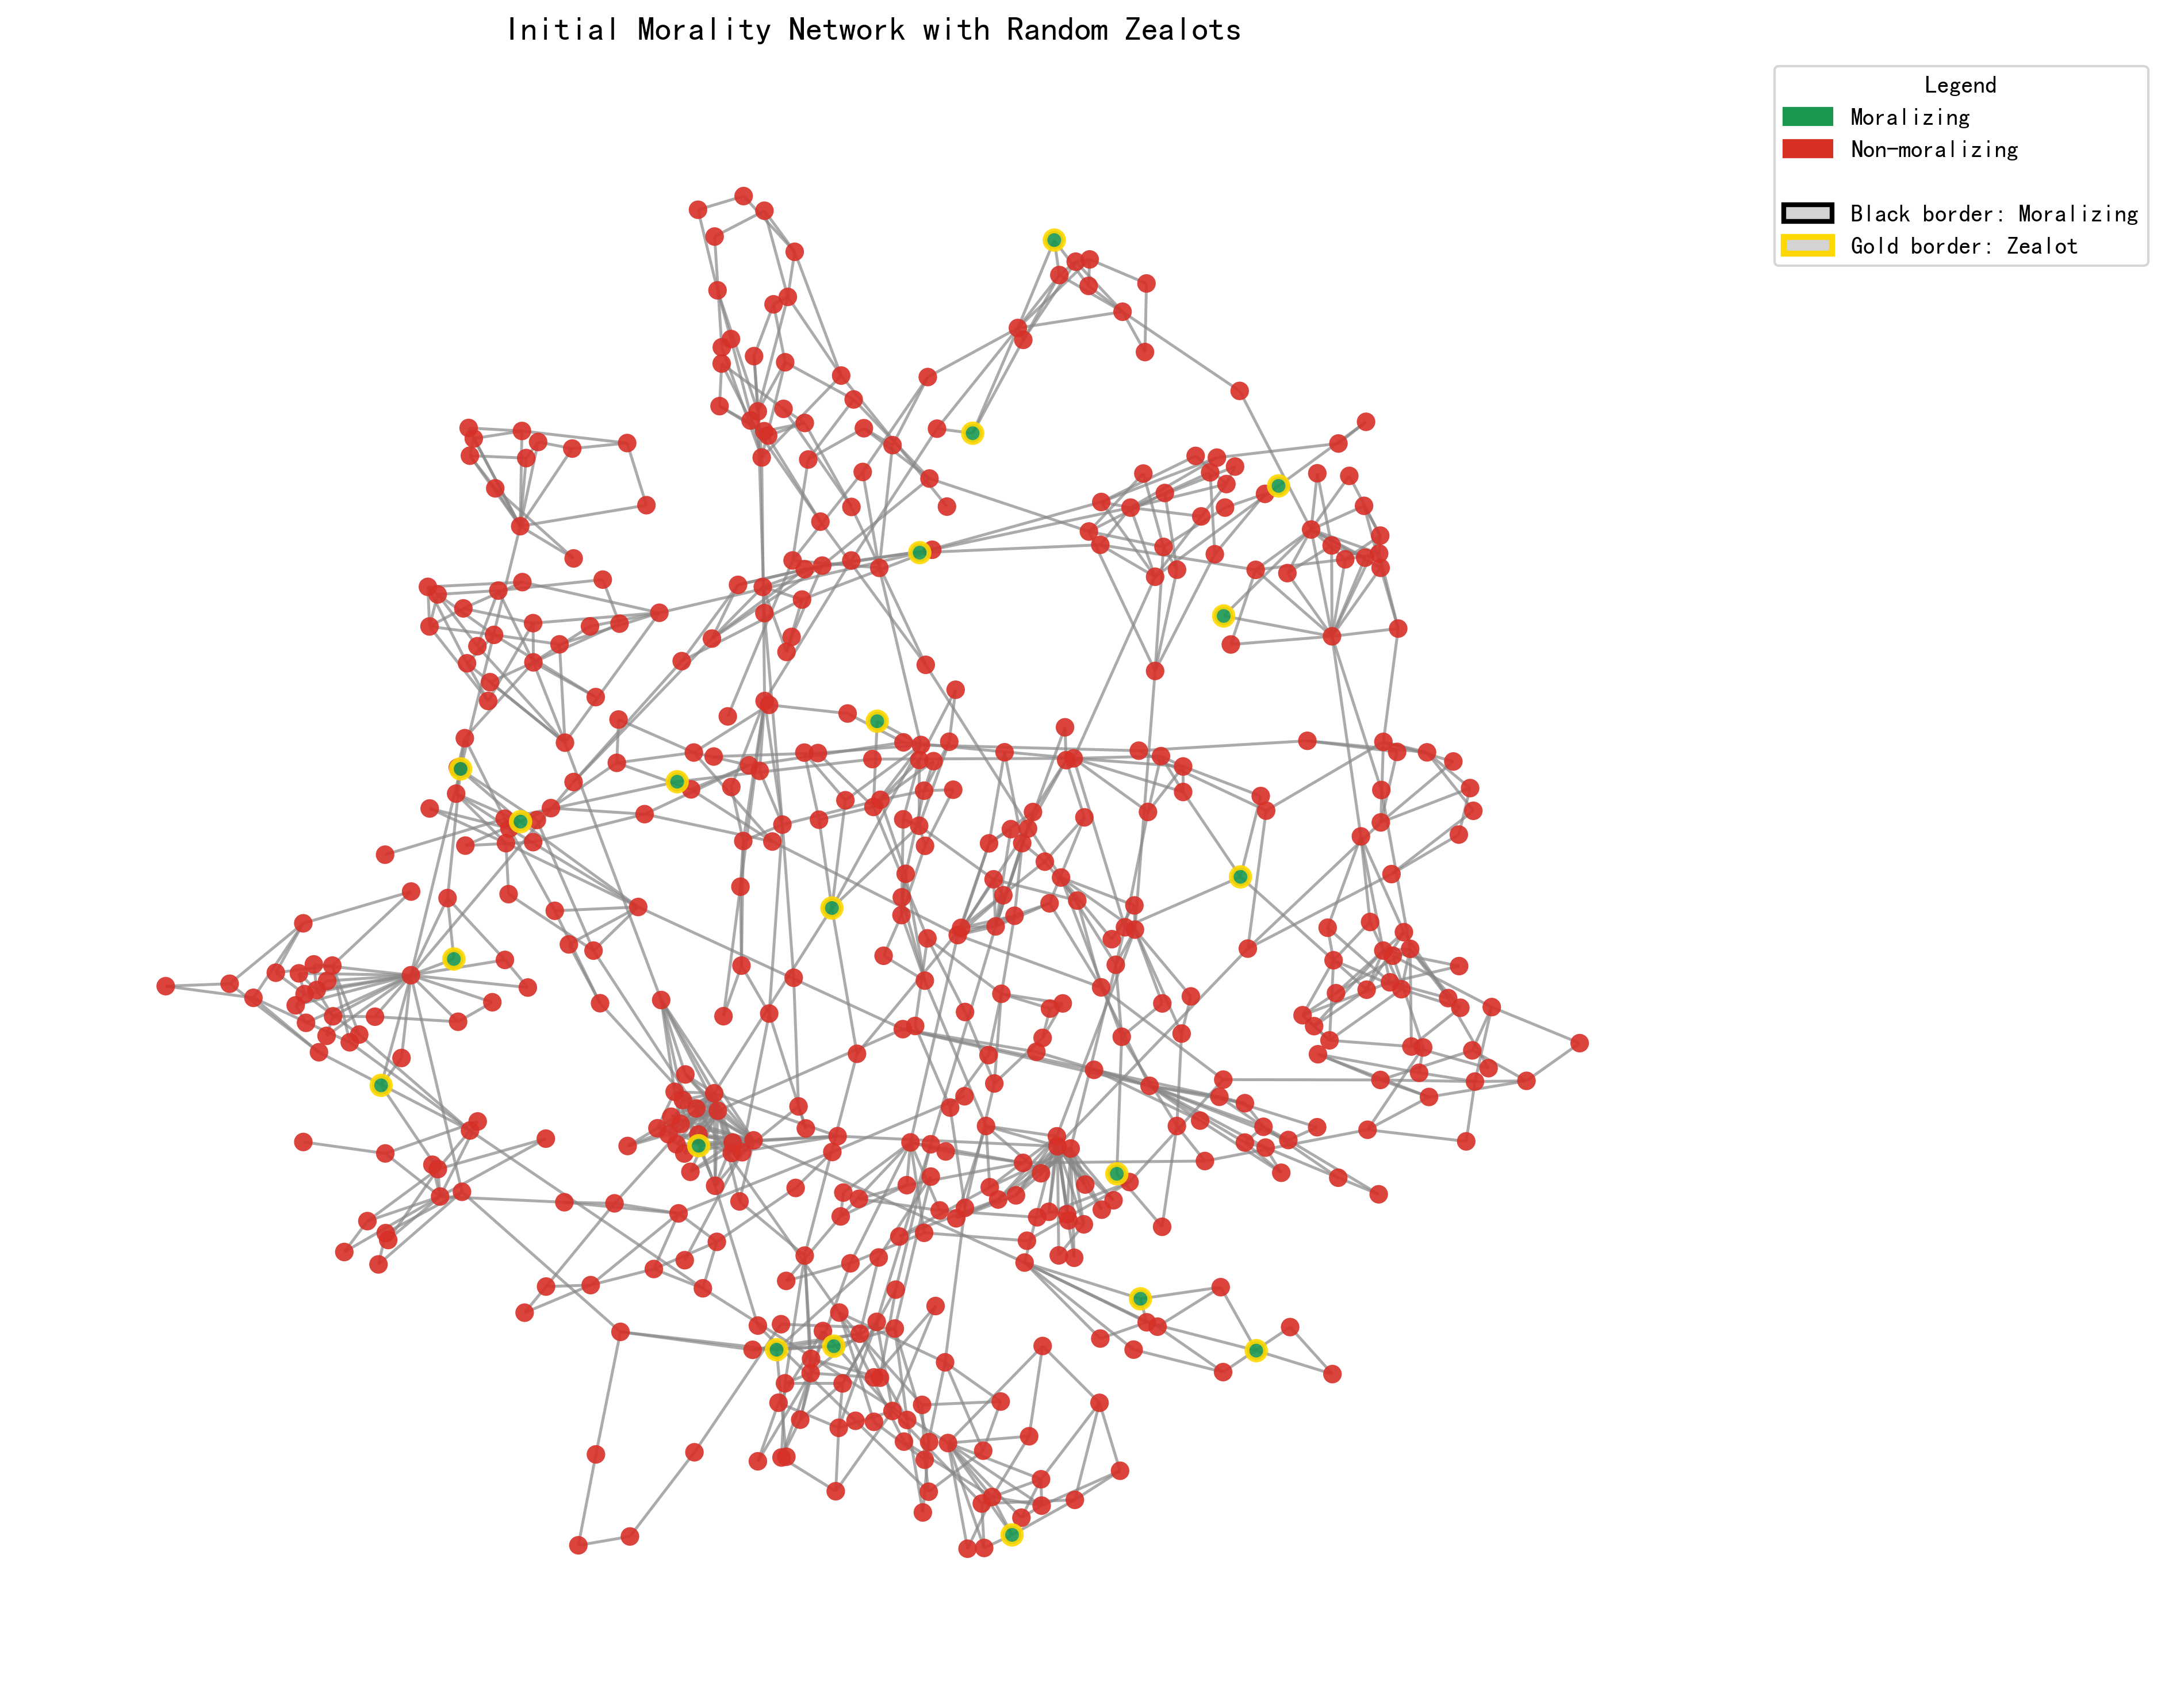 Initial Morality Network with Random Zealots
Legend
Moralizing
Non-moralizing
Black border: Moralizing
Gold border: Zealot